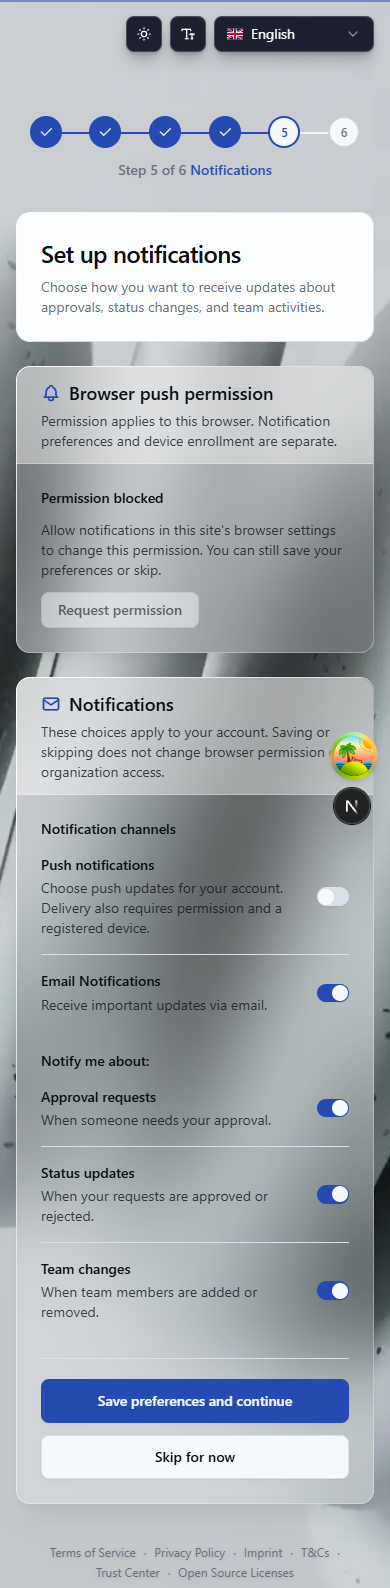 English
5
6
Step 5 of 6 Notifications
Set up notifications
Choose how you want to receive updates about
approvals, status changes, and team activities.
Browser push permission
Permission applies to this browser. Notification
preferences and device enrollment are separate.
Permission blocked
Allow notifications in this site's browser settings
to change this permission. You can still save your
preferences or skip.
Request permission
Notifications
These choices apply to your account. Saving or
skipping does not change browser permission
organization access.
N
Notification channels
Push notifications
Choose push updates for your account.
Delivery also requires permission and a
registered device.
Email Notifications
Receive important updates via email.
Notify me about:
Approval requests
When someone needs your approval.
Status updates
When your requests are approved or
rejected.
Team changes
When team members are added or
removed.
Save preferences and continue
Skip for now
Terms of Service · Privacy Policy · Imprint · T&Cs ·
Trust Center · Open Source Licenses